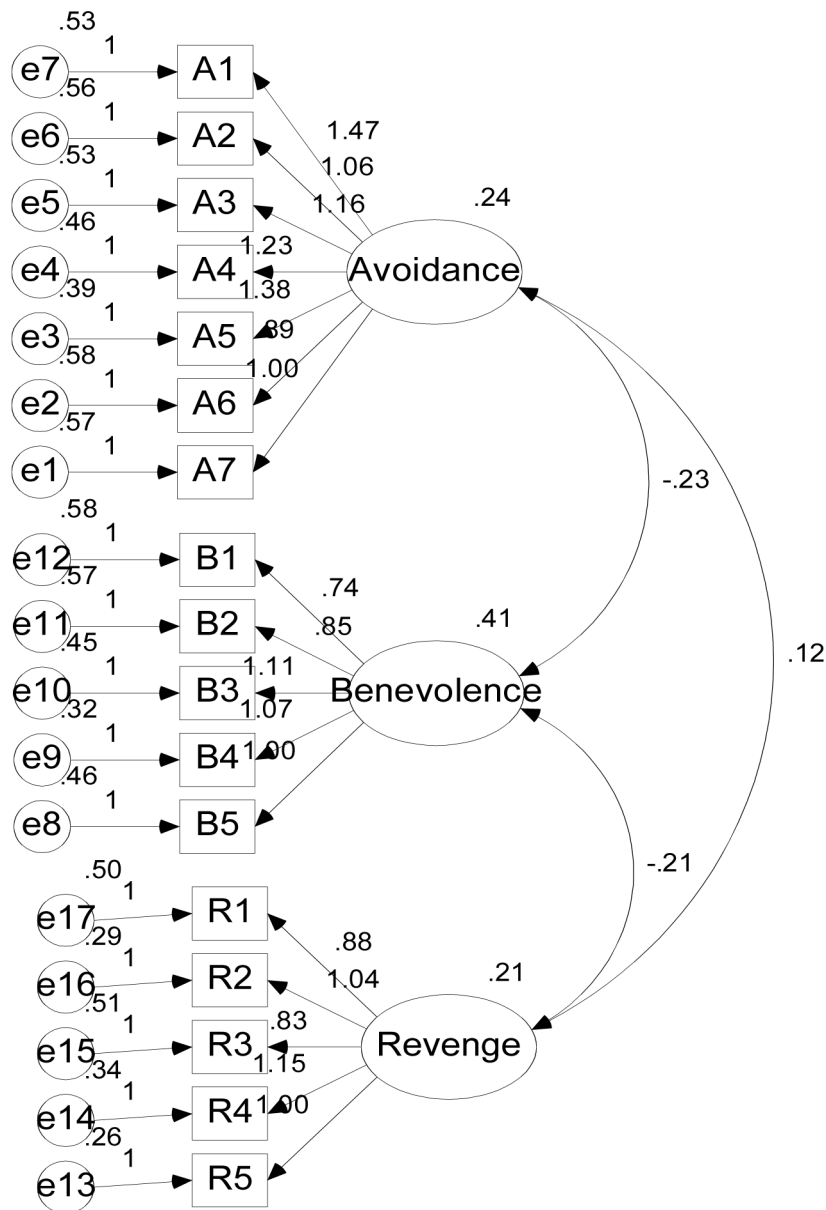 .53
1
e7
A1
.56
1
1.47
e6
A2
.53
1
1.06
e5
A3
1.16
.24
.46
1
1.23
e4
A4
Avoidance
.39
1
1.38
e3
A5
.89
.58
1
1.00
e2
A6
.57
1
e1
A7
-.23
.58
1
e12
B1
.57
1
.74
e11
B2
.85
.41
.45
1
1.11
.12
e10
B3
Benevolence
.32
1
1.07
e9
B4
1.00
.46
1
e8
B5
-.21
.50
1
e17
R1
.29
1
.88
e16
R2
1.04
.21
.51
1
.83
e15
R3
Revenge
.34
1
1.15
e14
R4
1.00
.26
1
e13
R5